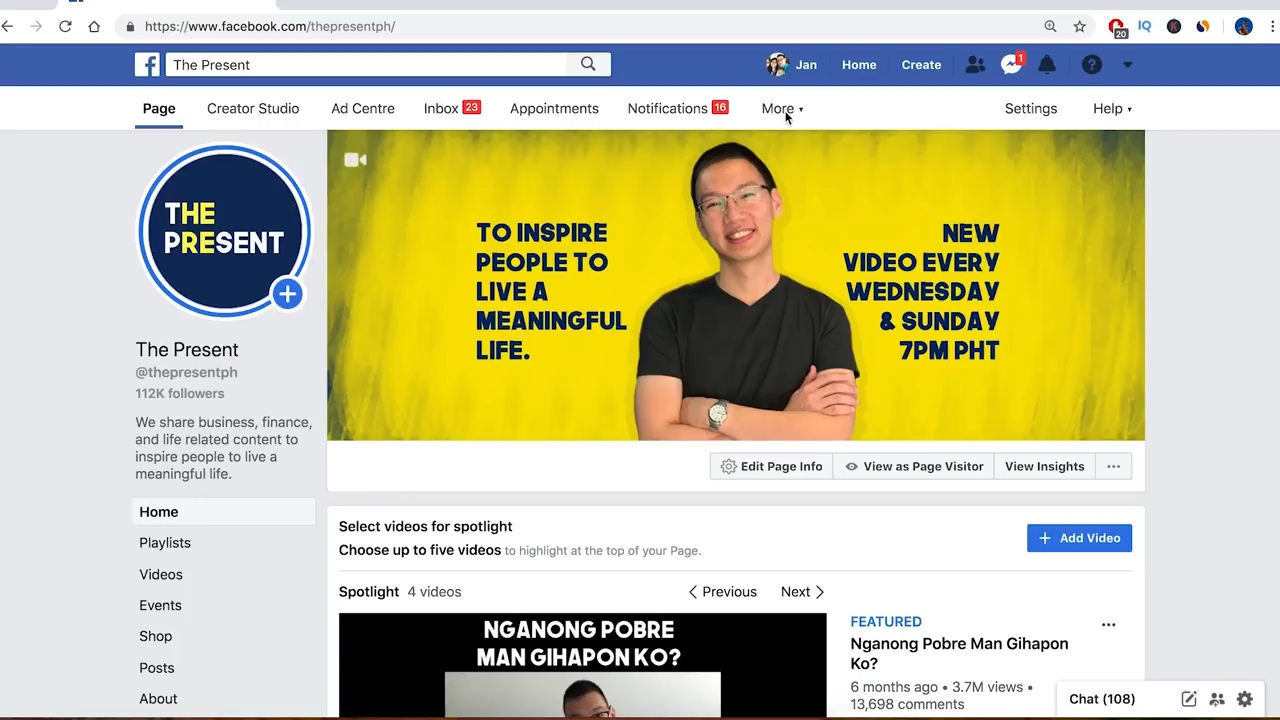 https://www.facebook.com/thepresentph/
20
IQ
K
The Present
Jan
Home
Create
1
Page
Creator Studio
Ad Centre
Inbox 23
Appointments
Notifications 16
More
Settings
Help
THE
PRESENT
TO INSPIRE
PEOPLE TO
LIVE A
MEANINGFUL
LIFE.
NEW
VIDEO EVERY
WEDNESDAY
& SUNDAY
7PM PHT
The Present
@thepresentph
112K followers
We share business, finance,
and life related content to
inspire people to live a
meaningful life.
Edit Page Info
View as Page Visitor
View Insights
Home
Playlists
Videos
Events
Shop
Posts
About
Select videos for spotlight
Choose up to five videos to highlight at the top of your Page.
+ Add Video
Spotlight 4 videos
Previous
Next
NGANONG POBRE
MAN GIHAPON KO?
FEATURED
Nganong Pobre Man Gihapon
Ko?
6 months ago • 3.7M views •
13,698 comments
Chat (108)